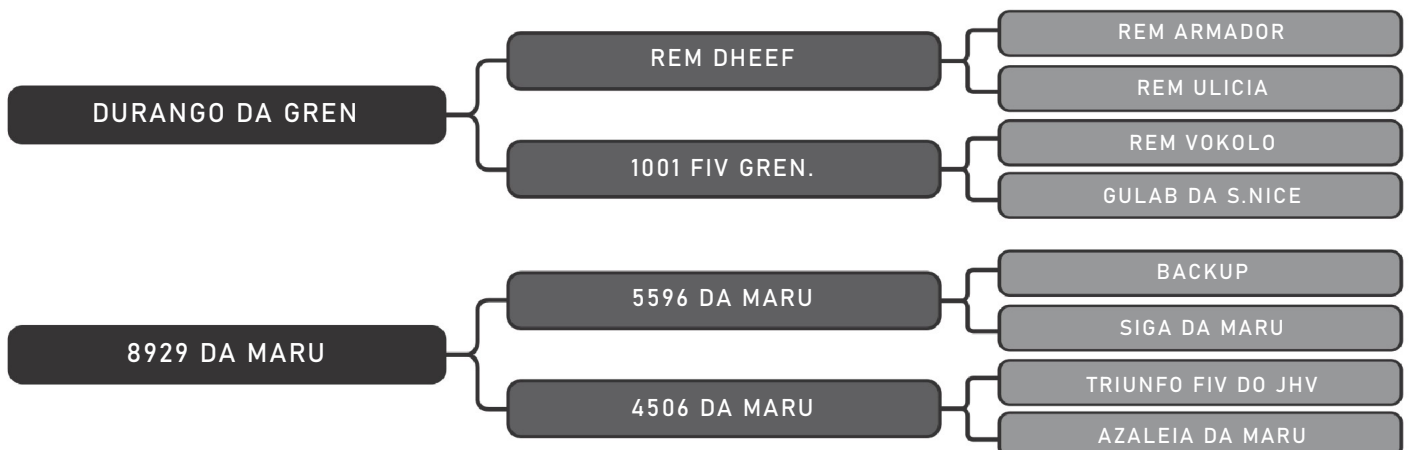 DURANGO DA GREN
REM DHEEF
REM ARMADOR
REM ULICIA
1001 FIV GREN.
REM VOKOLO
GULAB DA S.NICE
8929 DA MARU
5596 DA MARU
BACKUP
SIGA DA MARU
4506 DA MARU
TRIUNFO FIV DO JHV
AZALEIA DA MARU